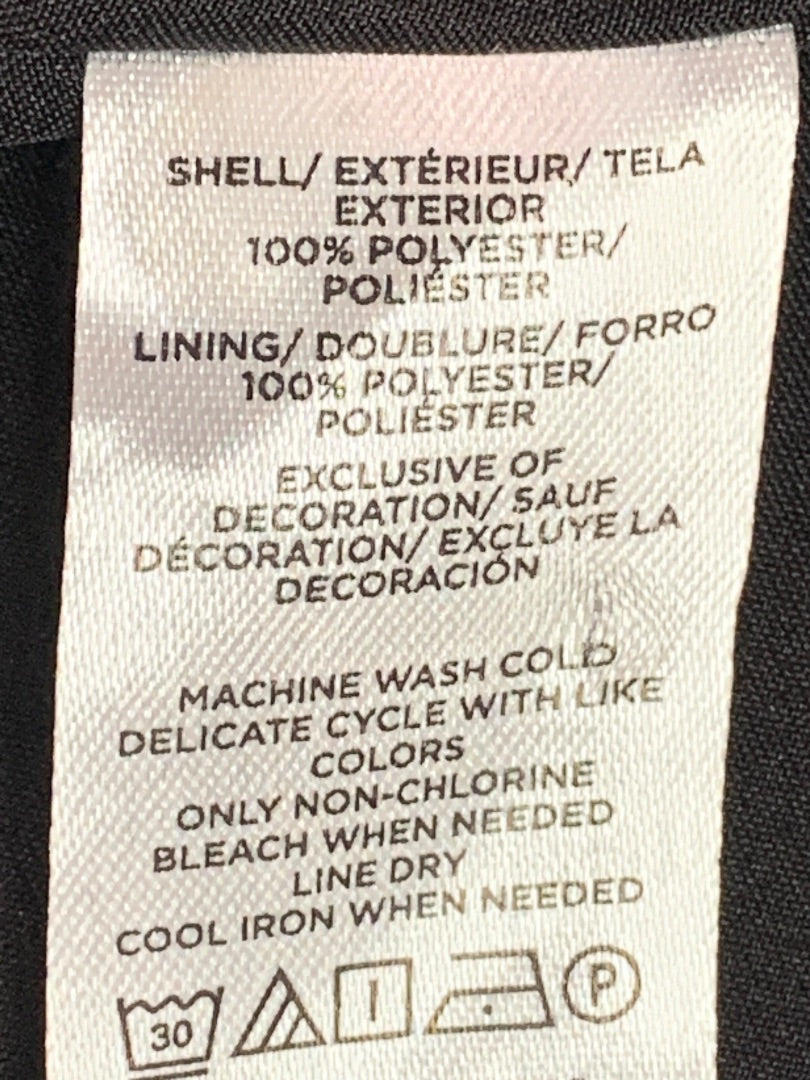 SHELL/ EXTÉRIEUR/ TELA
EXTERIOR
100% POLYESTER/
POLIÉSTER
LINING/ DOUBLURE/ FORRO
100% POLYESTER/
POLIÉSTER
EXCLUSIVE OF
DECORATION/ SAUF
DÉCORATION/ EXCLUYE LA
DECORACIÓN
MACHINE WASH COLD
DELICATE CYCLE WITH LIKE
COLORS
ONLY NON-CHLORINE
BLEACH WHEN NEEDED
LINE DRY
COOL IRON WHEN NEEDED
30 P